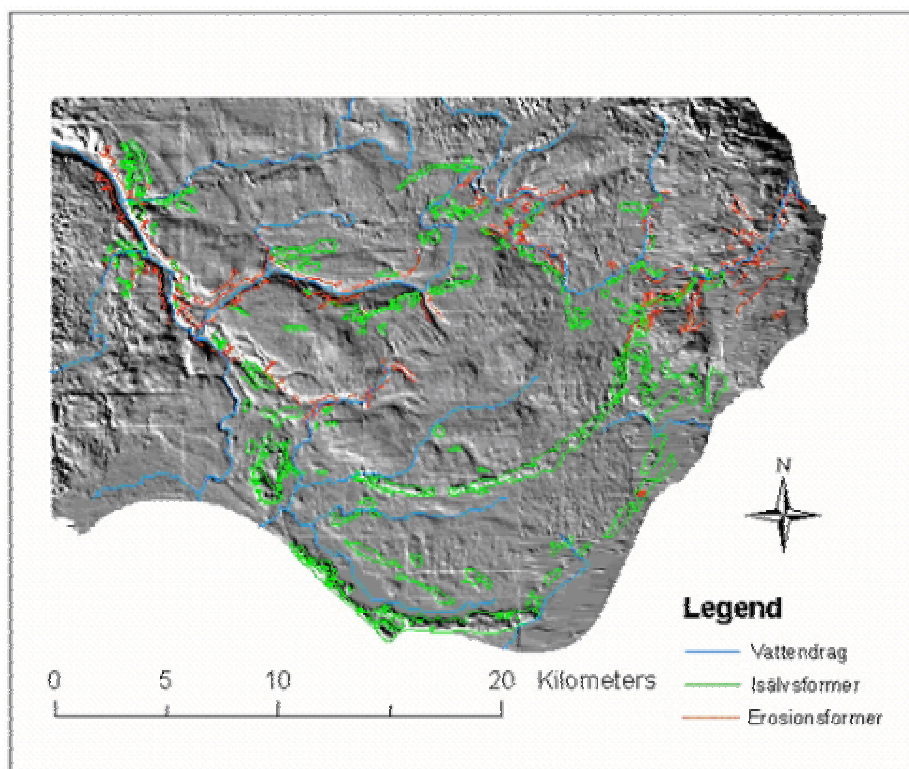 N
Legend
Vattendrag
Isälvsformer
Erosionsformer
0 5 10 20 Kilometers